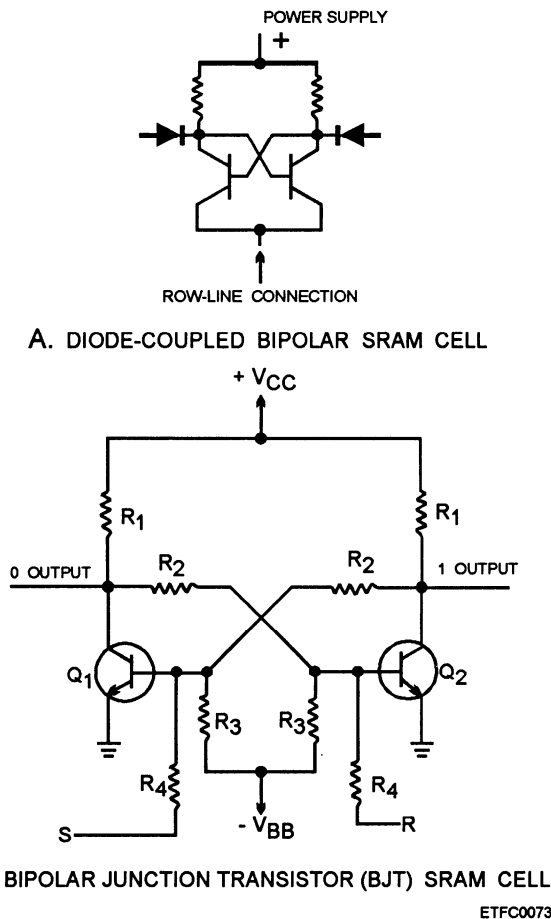 POWER SUPPLY
+
ROW-LINE CONNECTION
A. DIODE-COUPLED BIPOLAR SRAM CELL
+ VCC
R1 R1
0 OUTPUT R2 R2 1 OUTPUT
Q1 Q2
R3 R3
R4 R4
S R
- VBB
BIPOLAR JUNCTION TRANSISTOR (BJT) SRAM CELL
ETFC0073